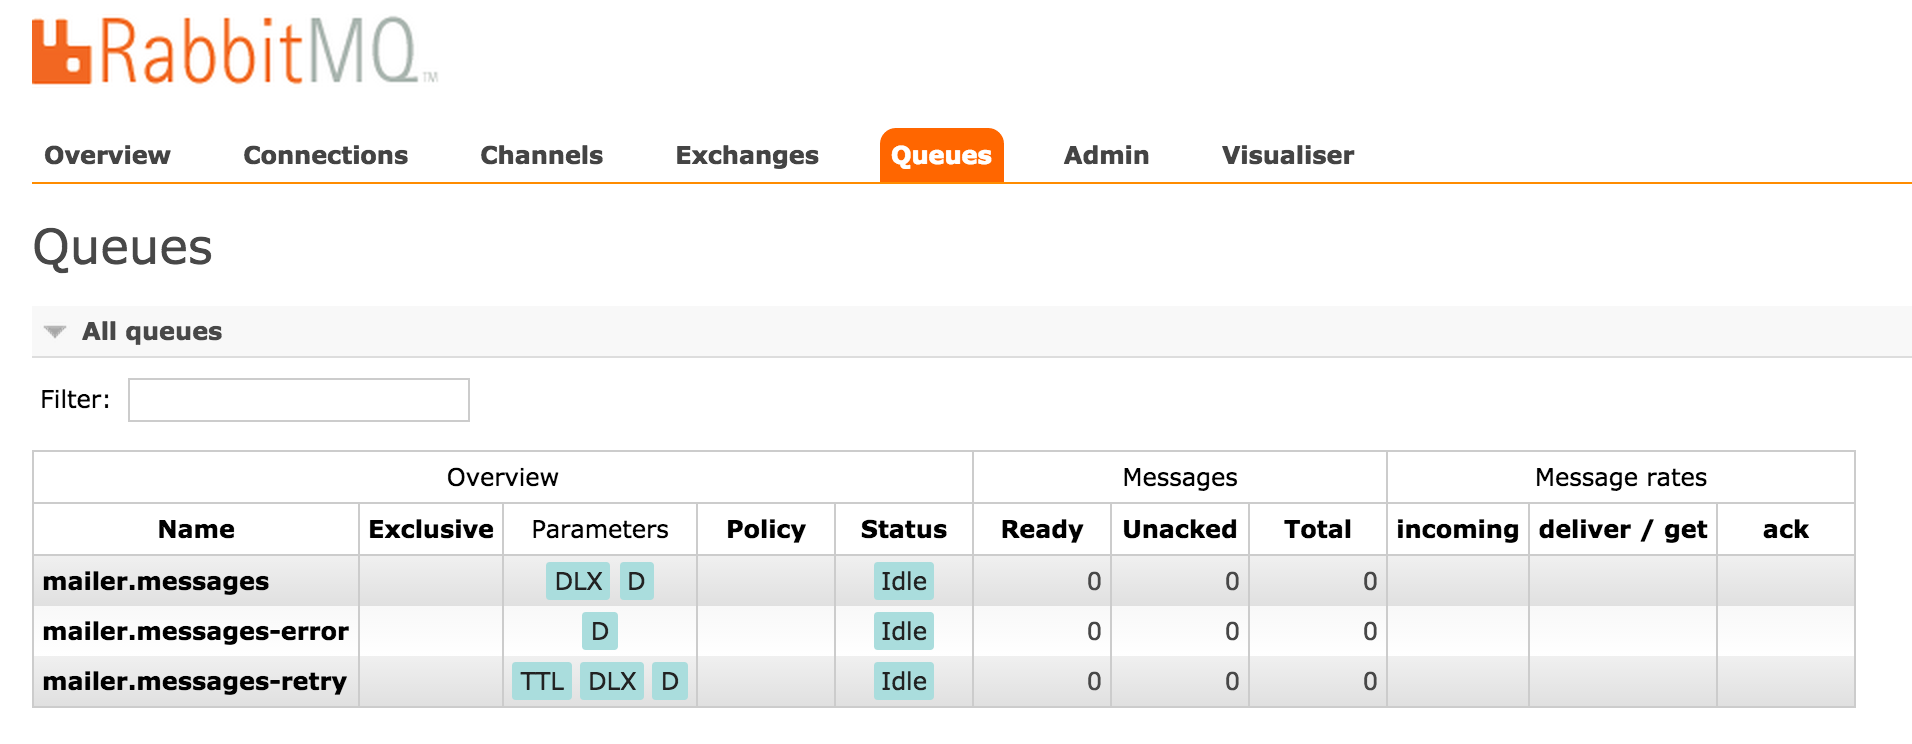 RabbitMQ™
Overview Connections Channels Exchanges Queues Admin Visualiser
Queues
All queues
Filter:
Overview Messages Message rates
Name Exclusive Parameters Policy Status Ready Unacked Total incoming deliver / get ack
mailer.messages DLX D Idle 0 0 0
mailer.messages-error D Idle 0 0 0
mailer.messages-retry TTL DLX D Idle 0 0 0